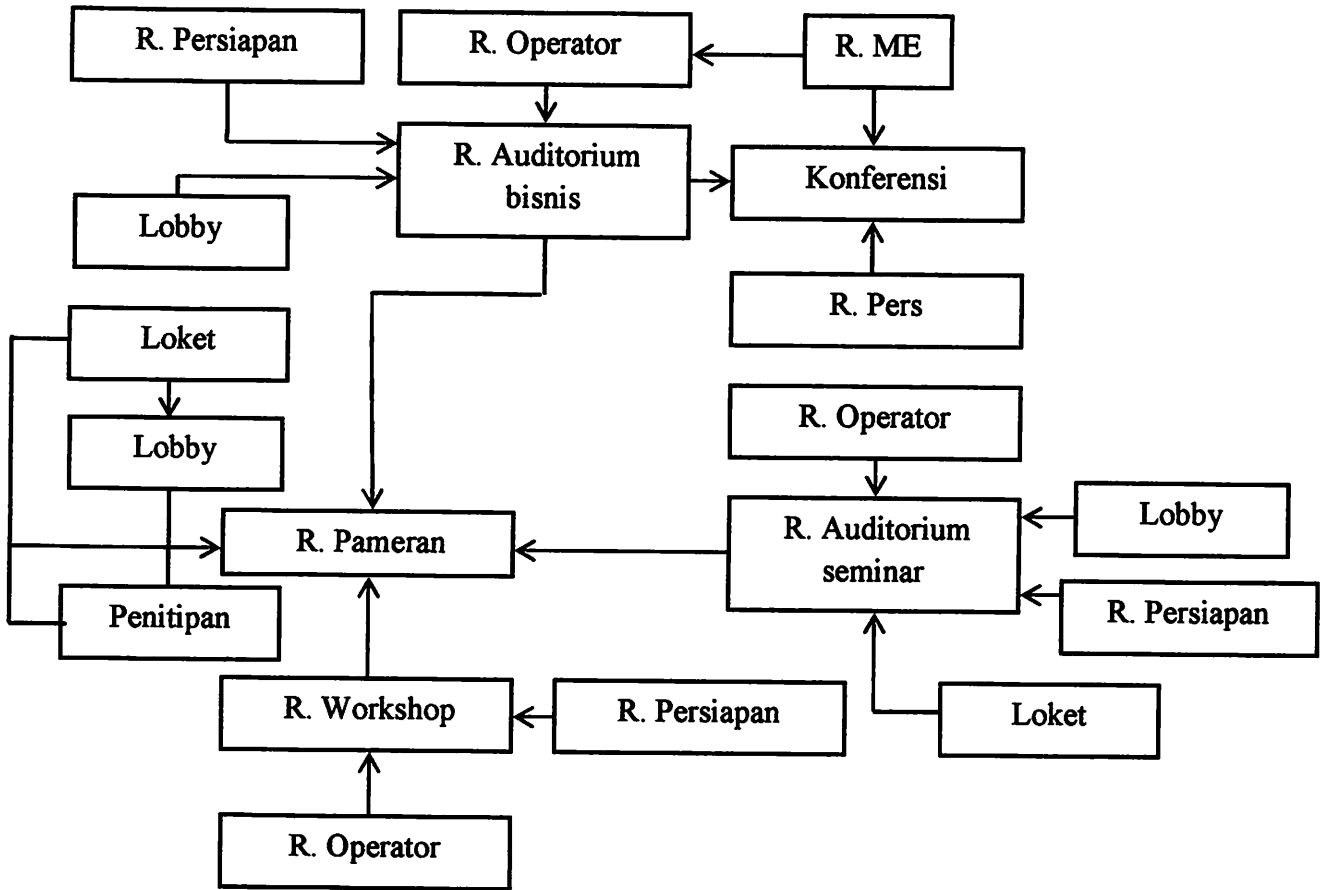 R. Persiapan
R. Operator
R. ME
R. Auditorium
bisnis
Konferensi
Lobby
R. Pers
Loket
R. Operator
Lobby
R. Auditorium
seminar
Lobby
R. Pameran
R. Persiapan
Penitipan
R. Workshop
R. Persiapan
Loket
R. Operator